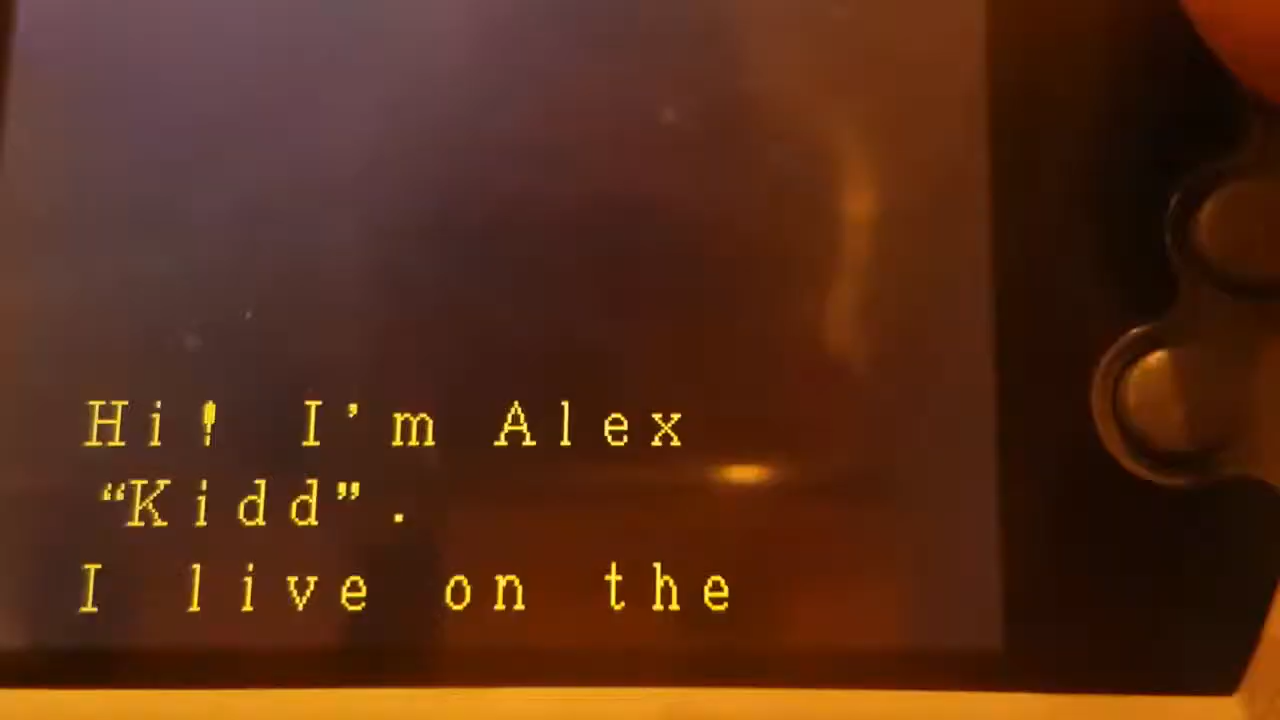 Hi! I'm Alex
“Kidd”.
I live on the